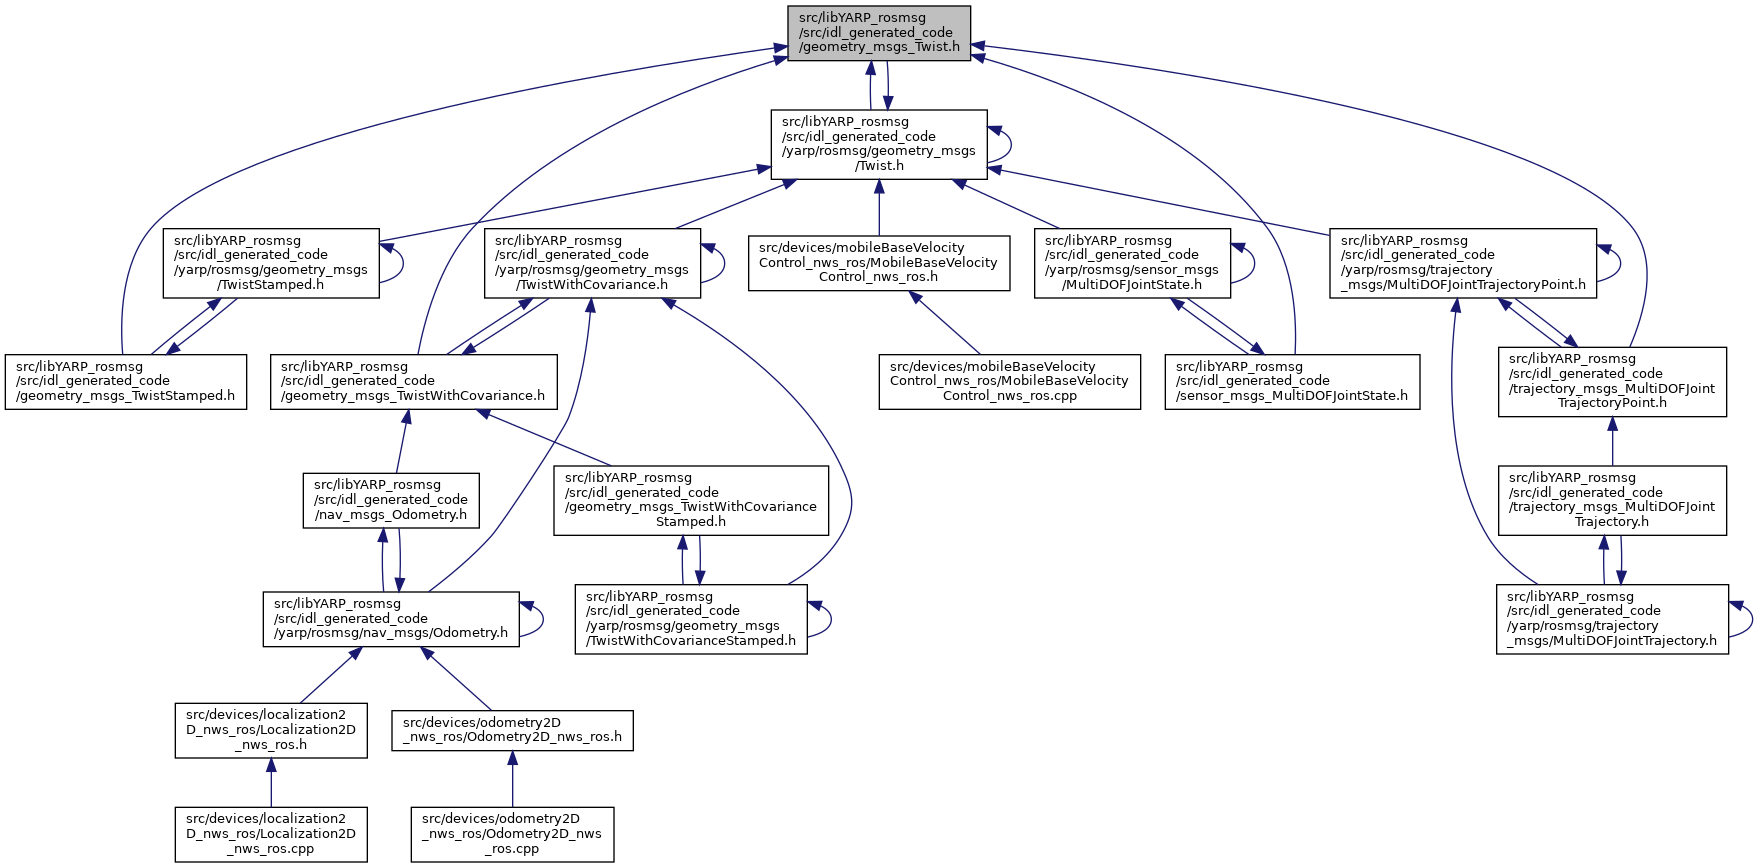 src/libYARP_rosmsg
/src/idl_generated_code
/geometry_msgs_Twist.h
src/libYARP_rosmsg
/src/idl_generated_code
/yarp/rosmsg/geometry_msgs
/Twist.h
src/libYARP_rosmsg
/src/idl_generated_code
/yarp/rosmsg/geometry_msgs
/TwistStamped.h
src/libYARP_rosmsg
/src/idl_generated_code
/yarp/rosmsg/geometry_msgs
/TwistWithCovariance.h
src/devices/mobileBaseVelocity
Control_nws_ros/MobileBaseVelocity
Control_nws_ros.h
src/libYARP_rosmsg
/src/idl_generated_code
/yarp/rosmsg/sensor_msgs
/MultiDOFJointState.h
src/libYARP_rosmsg
/src/idl_generated_code
/yarp/rosmsg/trajectory
_msgs/MultiDOFJointTrajectoryPoint.h
src/libYARP_rosmsg
/src/idl_generated_code
/geometry_msgs_TwistStamped.h
src/libYARP_rosmsg
/src/idl_generated_code
/geometry_msgs_TwistWithCovariance.h
src/devices/mobileBaseVelocity
Control_nws_ros/MobileBaseVelocity
Control_nws_ros.cpp
src/libYARP_rosmsg
/src/idl_generated_code
/sensor_msgs_MultiDOFJointState.h
src/libYARP_rosmsg
/src/idl_generated_code
/trajectory_msgs_MultiDOFJoint
TrajectoryPoint.h
src/libYARP_rosmsg
/src/idl_generated_code
/nav_msgs_Odometry.h
src/libYARP_rosmsg
/src/idl_generated_code
/geometry_msgs_TwistWithCovariance
Stamped.h
src/libYARP_rosmsg
/src/idl_generated_code
/trajectory_msgs_MultiDOFJoint
Trajectory.h
src/libYARP_rosmsg
/src/idl_generated_code
/yarp/rosmsg/nav_msgs/Odometry.h
src/libYARP_rosmsg
/src/idl_generated_code
/yarp/rosmsg/geometry_msgs
/TwistWithCovarianceStamped.h
src/libYARP_rosmsg
/src/idl_generated_code
/yarp/rosmsg/trajectory
_msgs/MultiDOFJointTrajectory.h
src/devices/localization2
D_nws_ros/Localization2D
_nws_ros.h
src/devices/odometry2D
_nws_ros/Odometry2D_nws_ros.h
src/devices/localization2
D_nws_ros/Localization2D
_nws_ros.cpp
src/devices/odometry2D
_nws_ros/Odometry2D_nws
_ros.cpp